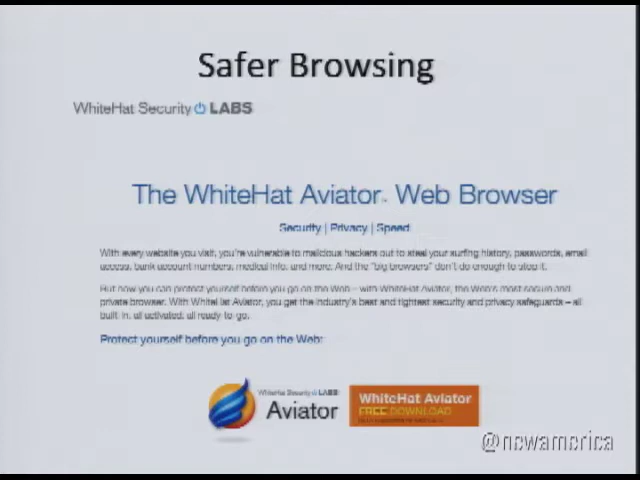 Safer Browsing
WhiteHat Security LABS
The WhiteHat Aviator™ Web Browser
Security | Privacy | Speed
With every website you visit, you're vulnerable to malicious hackers out to steal your surfing history, passwords, email
access, bank account numbers, medical info, and more. And the "big browsers" don't do enough to stop it.
But now you can protect yourself before you go on the Web – with WhiteHat Aviator, the Web's most secure and
private browser. With WhiteHat Aviator, you get the industry's best and tightest security and privacy safeguards – all
built in, all activated, all ready-to-go.
Protect yourself before you go on the Web:
WhiteHat Security LABS
Aviator
WhiteHat Aviator
FREE DOWNLOAD
@newamerica